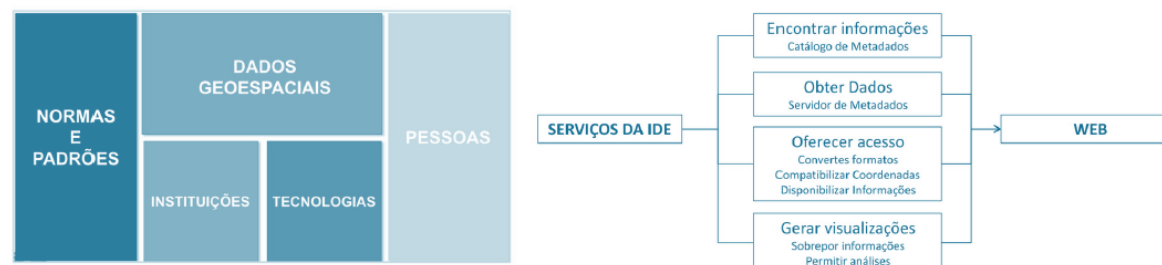 NORMAS
E
PADRÕES
DADOS
GEOESPACIAIS
INSTITUIÇÕES
TECNOLOGIAS
PESSOAS
SERVIÇOS DA IDE
Encontrar informações
Catálogo de Metadados
Obter Dados
Servidor de Metadados
Oferecer acesso
Convertes formatos
Compatibilizar Coordenadas
Disponibilizar Informações
Gerar visualizações
Sobrepor informações
Permitir análises
WEB